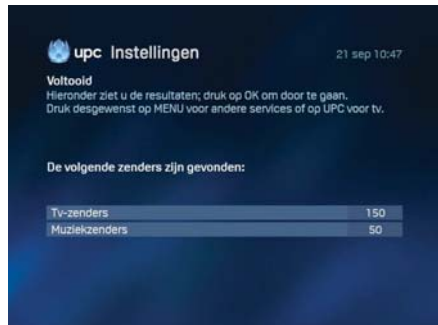 upc Instellingen 21 sep 10:47
Voltooid
Hieronder ziet u de resultaten; druk op OK om door te gaan.
Druk desgewenst op MENU voor andere services of op UPC voor tv.
De volgende zenders zijn gevonden:
Tv-zenders 150
Muziekzenders 50